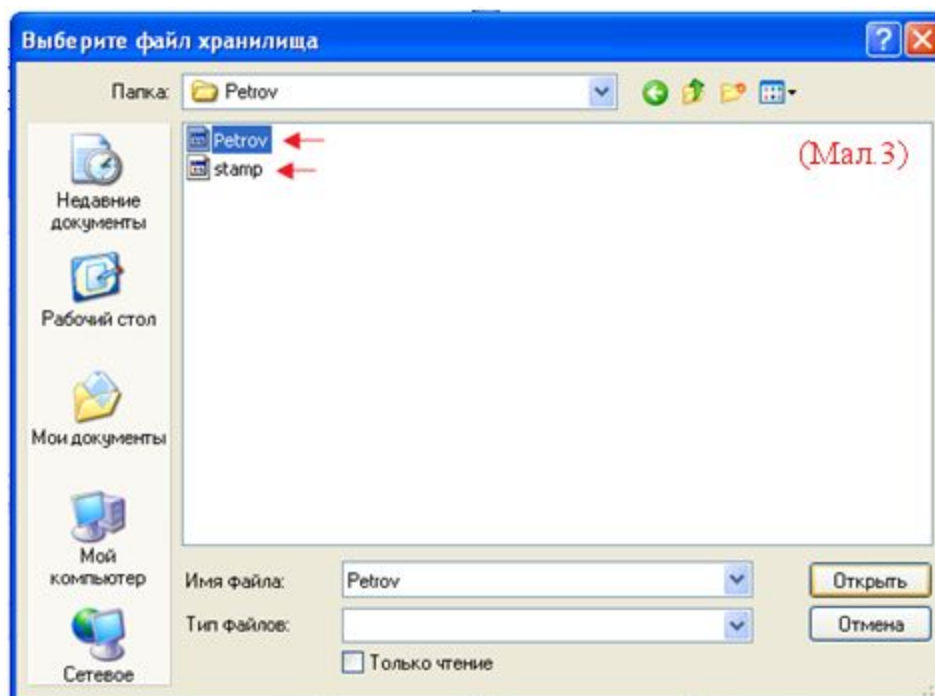 Выберите файл хранилища
Папка: Petrov
Petrov
stamp
(Мал.3)
Недавние
документы
Рабочий стол
Мои документы
Мой
компьютер
Сетевое
Имя файла: Petrov
Открыть
Тип файлов:
Отмена
Только чтение